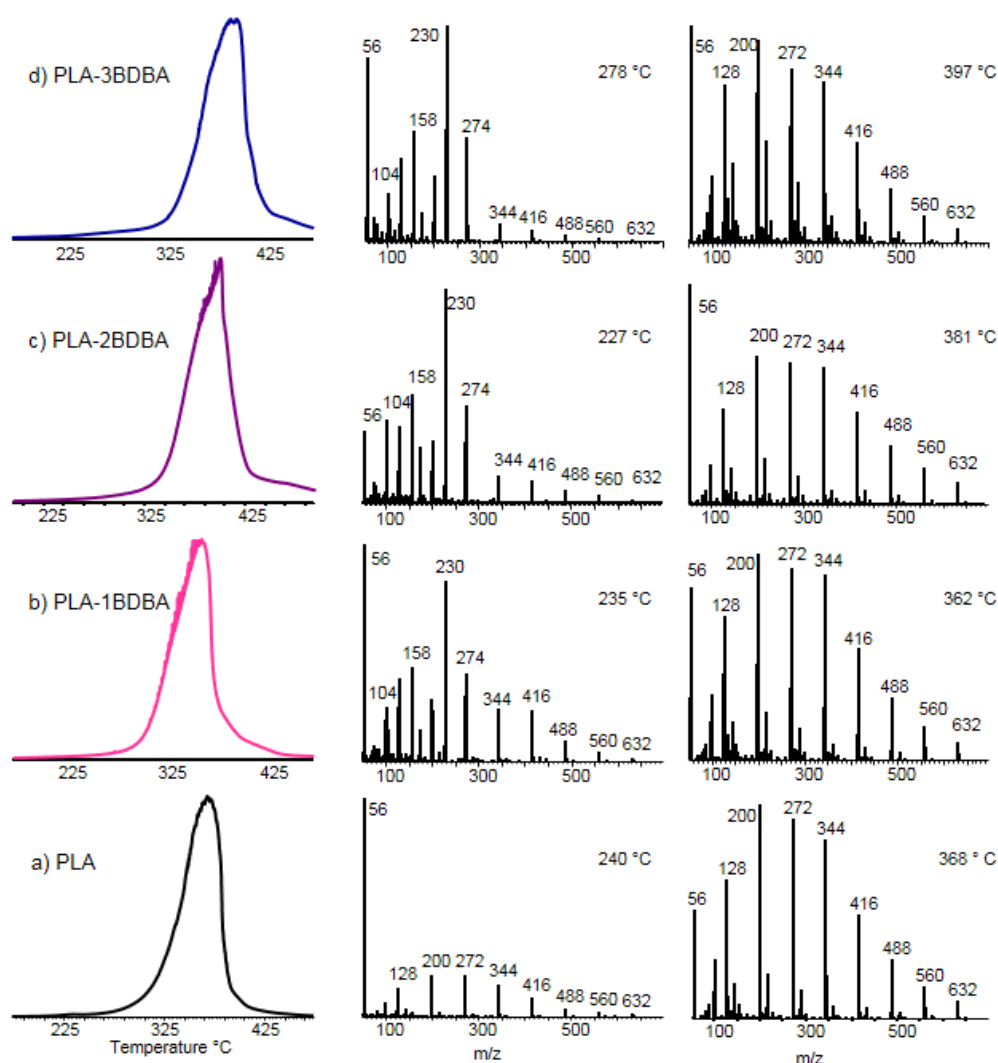 d) PLA-3BDBA
225 325 425
56 230 278 °C
158 274
104
344 416 488 560 632
100 300 500
56 200 272 397 °C
128 344
416
488
560 632
100 300 500
c) PLA-2BDBA
225 325 425
230 227 °C
56 104 158 274
344 416 488 560 632
100 300 500
56 381 °C
200 272 344
128 416
488
560
632
100 300 500
b) PLA-1BDBA
225 325 425
56 230 235 °C
158 274
104
344 416
488 560 632
100 300 500
56 200 272 344 362 °C
128
416
488
560
632
100 300 500
a) PLA
225 325 425
Temperature °C
56 240 °C
128 200 272 344
416 488 560 632
100 300 500
m/z
200 272 344 368 ° C
128
56 416
488
560
632
100 300 500
m/z